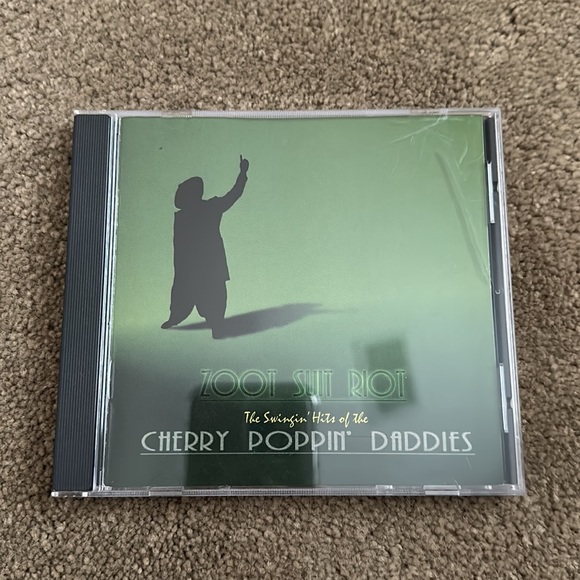 ZOOT SUIT RIOT
The Swingin' Hits of the
CHERRY POPPIN' DADDIES